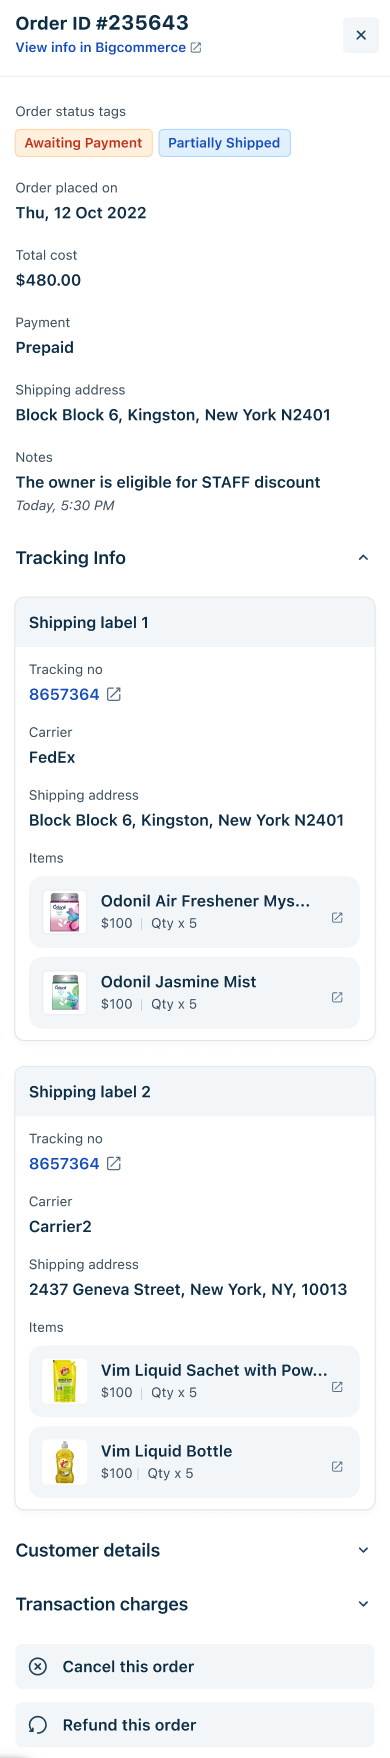 Order ID #235643
View info in Bigcommerce
Order status tags
Awaiting Payment Partially Shipped
Order placed on
Thu, 12 Oct 2022
Total cost
$480.00
Payment
Prepaid
Shipping address
Block Block 6, Kingston, New York N2401
Notes
The owner is eligible for STAFF discount
Today, 5:30 PM
Tracking Info
Shipping label 1
Tracking no
8657364
Carrier
FedEx
Shipping address
Block Block 6, Kingston, New York N2401
Items
Odonil Air Freshener Mys...
$100 | Qty x 5
Odonil Jasmine Mist
$100 | Qty x 5
Shipping label 2
Tracking no
8657364
Carrier
Carrier2
Shipping address
2437 Geneva Street, New York, NY, 10013
Items
Vim Liquid Sachet with Pow...
$100 | Qty x 5
Vim Liquid Bottle
$100 | Qty x 5
Customer details
Transaction charges
Cancel this order
Refund this order